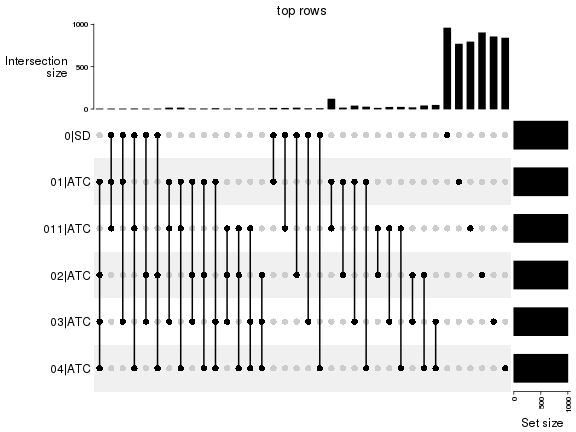 top rows
1000
500
0
Intersection
size
0|SD
01|ATC
011|ATC
02|ATC
03|ATC
04|ATC
0
500
1000
Set size